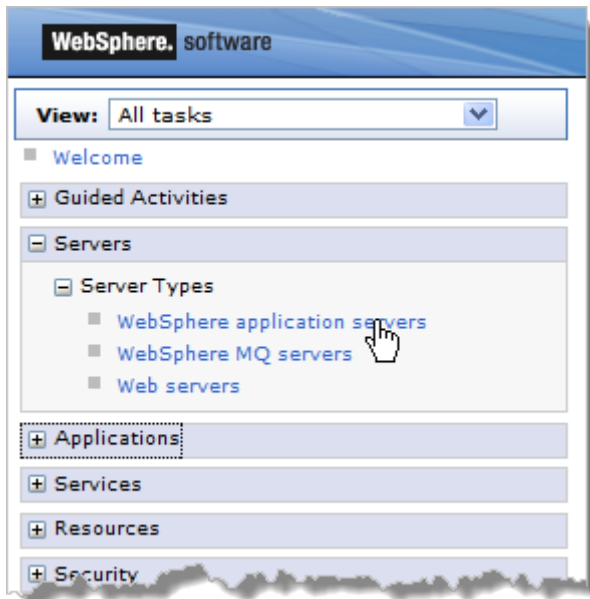 WebSphere. software
View: All tasks
Welcome
Guided Activities
Servers
Server Types
WebSphere application servers
WebSphere MQ servers
Web servers
Applications
Services
Resources
Security